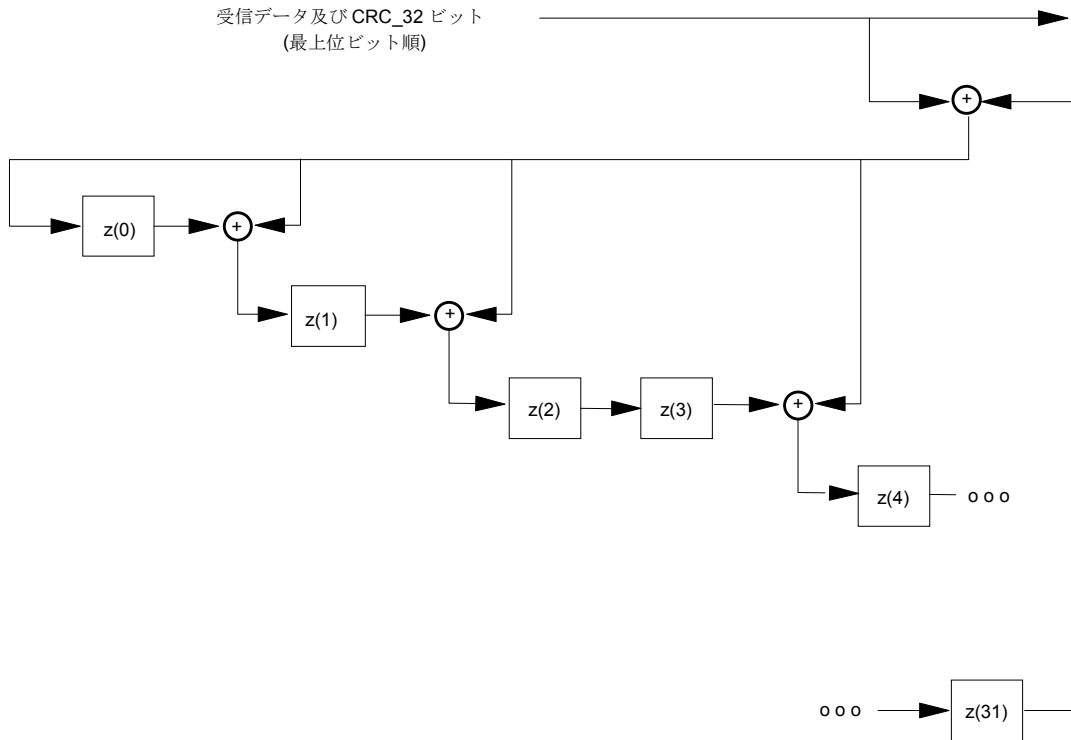 受信データ及び CRC_32 ビット
(最上位ビット順)
+
z(0)
+
z(1)
+
z(2)
z(3)
+
z(4)
o o o
o o o
z(31)